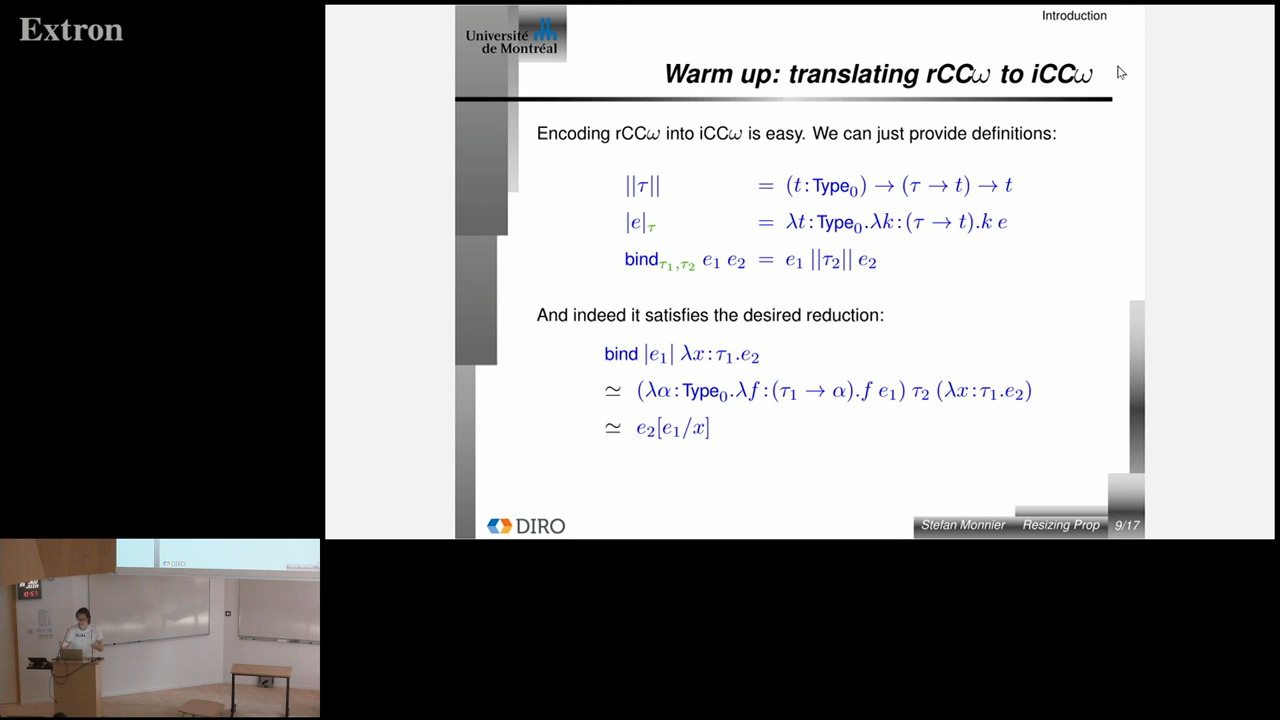 Extron
Introduction
Université
de Montréal
Warm up: translating rCCω to iCCω
Encoding rCCω into iCCω is easy. We can just provide definitions:
||τ|| = (t : Type₀) → (τ → t) → t
|e|_τ = λt : Type₀.λk : (τ → t).k e
bind_τ₁,τ₂ e₁ e₂ = e₁ ||τ₂|| e₂
And indeed it satisfies the desired reduction:
bind |e₁| λx : τ₁.e₂
≃ (λα : Type₀.λf : (τ₁ → α).f e₁) τ₂ (λx : τ₁.e₂)
≃ e₂[e₁/x]
DIRO
Stefan Monnier Resizing Prop 9/17
DIRO